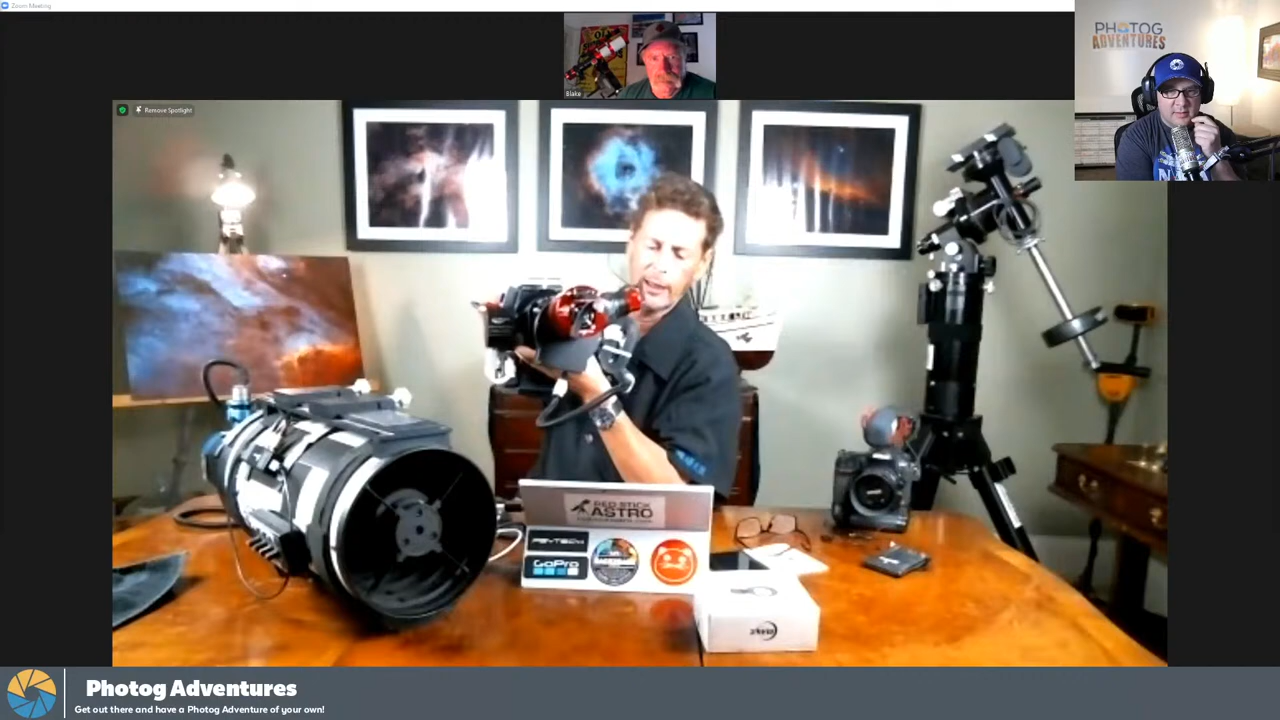 Zoom Meeting
Blake
PHOTOG
ADVENTURES
Remove Spotlight
RED STICK
ASTRO
GoPro
Photog Adventures
Get out there and have a Photog Adventure of your own!